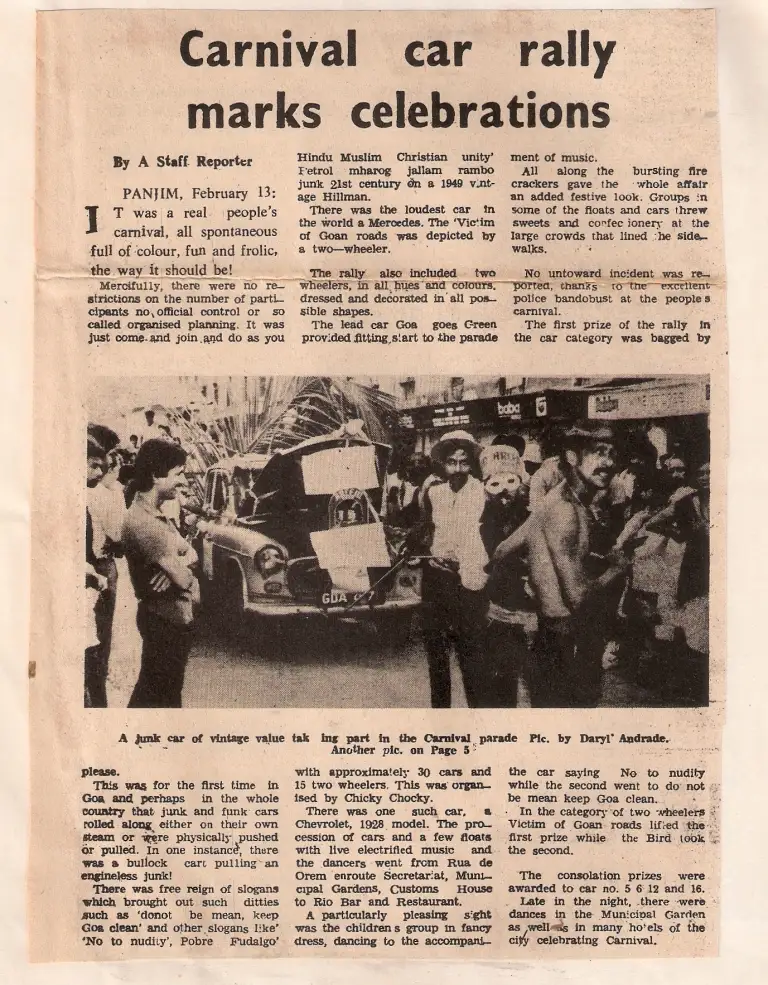 Carnival car rally
marks celebrations
By A Staff Reporter
PANJIM, February 13:
IT was a real people's
carnival, all spontaneous
full of colour, fun and frolic,
the way it should be!
Mercifully, there were no re—
strictions on the number of parti—
cipants no official control or so
called organised planning. It was
just come and join and do as you
please.
This was for the first time in
Goa and perhaps in the whole
country that junk and funk cars
rolled along either on their own
steam or were physically pushed
or pulled. In one instance, there
was a bullock cart pulling an
engineless junk!
There was free reign of slogans
which brought out such ditties
such as 'donot be mean, keep
Goa clean' and other slogans like'
'No to nudity', Pobre Fudalgo'
Hindu Muslim Christian unity'
Petrol mharog jallam rambo
junk 21st century on a 1949 vint-
age Hillman.
There was the loudest car in
the world a Mercedes. The 'Victim
of Goan roads was depicted by
a two—wheeler.
The rally also included two
wheelers, in all hues and colours,
dressed and decorated in all pos—
sible shapes.
The lead car Goa goes Green
provided fitting start to the parade
with approximately 30 cars and
15 two wheelers. This was organ—
ised by Chicky Chocky.
There was one such car, a
Chevrolet, 1928 model. The pro—
cession of cars and a few floats
with live electrified music and
the dancers went from Rua de
Orem enroute Secretariat, Muni—
cipal Gardens, Customs House
to Rio Bar and Restaurant.
A particularly pleasing sight
was the children s group in fancy
dress, dancing to the accompani—
ment of music.
All along the bursting fire
crackers gave the whole affair
an added festive look. Groups in
some of the floats and cars threw
sweets and confectionery at the
large crowds that lined the side—
walks.
No untoward incident was re—
ported, thanks to the excellent
police bandobust at the people s
carnival.
The first prize of the rally in
the car category was bagged by
the car saying No to nudity
while the second went to do not
be mean keep Goa clean.
In the category of two wheelers
Victim of Goan roads lifted the
first prize while the Bird took
the second.
The consolation prizes were
awarded to car no. 5 6 12 and 16.
Late in the night, there were
dances in the Municipal Garden
as well as in many hotels of the
city celebrating Carnival.
boba
GDA
A junk car of vintage value tak ing part in the Carnival parade Pic. by Daryl Andrade.
Another pic. on Page 5